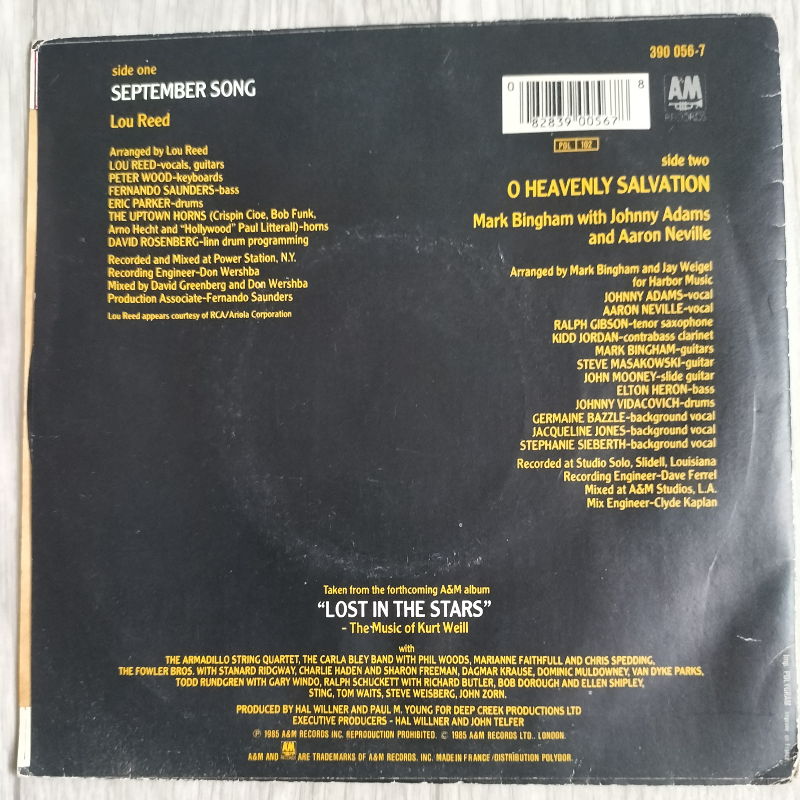 side one
SEPTEMBER SONG
Lou Reed
Arranged by Lou Reed
LOU REED-vocals, guitars
PETER WOOD-keyboards
FERNANDO SAUNDERS-bass
ERIC PARKER-drums
THE UPTOWN HORNS (Crispin Cioe, Bob Funk,
Arno Hecht and "Hollywood" Paul Litterall)-horns
DAVID ROSENBERG-linn drum programming
Recorded and Mixed at Power Station, N.Y.
Recording Engineer-Don Wershba
Mixed by David Greenberg and Don Wershba
Production Associate-Fernando Saunders
Lou Reed appears courtesy of RCA/Ariola Corporation
390 056-7
0 82839 00567 8
A&M
RECORDS
POL 102
side two
O HEAVENLY SALVATION
Mark Bingham with Johnny Adams
and Aaron Neville
Arranged by Mark Bingham and Jay Weigel
for Harbor Music
JOHNNY ADAMS-vocal
AARON NEVILLE-vocal
RALPH GIBSON-tenor saxophone
KIDD JORDAN-contrabass clarinet
MARK BINGHAM-guitars
STEVE MASAKOWSKI-guitar
JOHN MOONEY-slide guitar
ELTON HERON-bass
JOHNNY VIDACOVICH-drums
GERMAINE BAZZLE-background vocal
JACQUELINE JONES-background vocal
STEPHANIE SIEBERTH-background vocal
Recorded at Studio Solo, Slidell, Louisiana
Recording Engineer-Dave Ferrel
Mixed at A&M Studios, L.A.
Mix Engineer-Clyde Kaplan
Taken from the forthcoming A&M album
"LOST IN THE STARS"
- The Music of Kurt Weill
with
THE ARMADILLO STRING QUARTET, THE CARLA BLEY BAND WITH PHIL WOODS, MARIANNE FAITHFULL AND CHRIS SPEDDING,
THE FOWLER BROS. WITH STANARD RIDGWAY, CHARLIE HADEN AND SHARON FREEMAN, DAGMAR KRAUSE, DOMINIC MULDOWNEY, VAN DYKE PARKS,
TODD RUNDGREN WITH GARY WINDO, RALPH SCHUCKETT WITH RICHARD BUTLER, BOB DOROUGH AND ELLEN SHIPLEY,
STING, TOM WAITS, STEVE WEISBERG, JOHN ZORN.
PRODUCED BY HAL WILLNER AND PAUL M. YOUNG FOR DEEP CREEK PRODUCTIONS LTD
EXECUTIVE PRODUCERS - HAL WILLNER AND JOHN TELFER
℗ 1985 A&M RECORDS INC. REPRODUCTION PROHIBITED. © 1985 A&M RECORDS LTD.. LONDON.
A&M AND A&M RECORDS ARE TRADEMARKS OF A&M RECORDS. INC. MADE IN FRANCE/DISTRIBUTION POLYDOR.